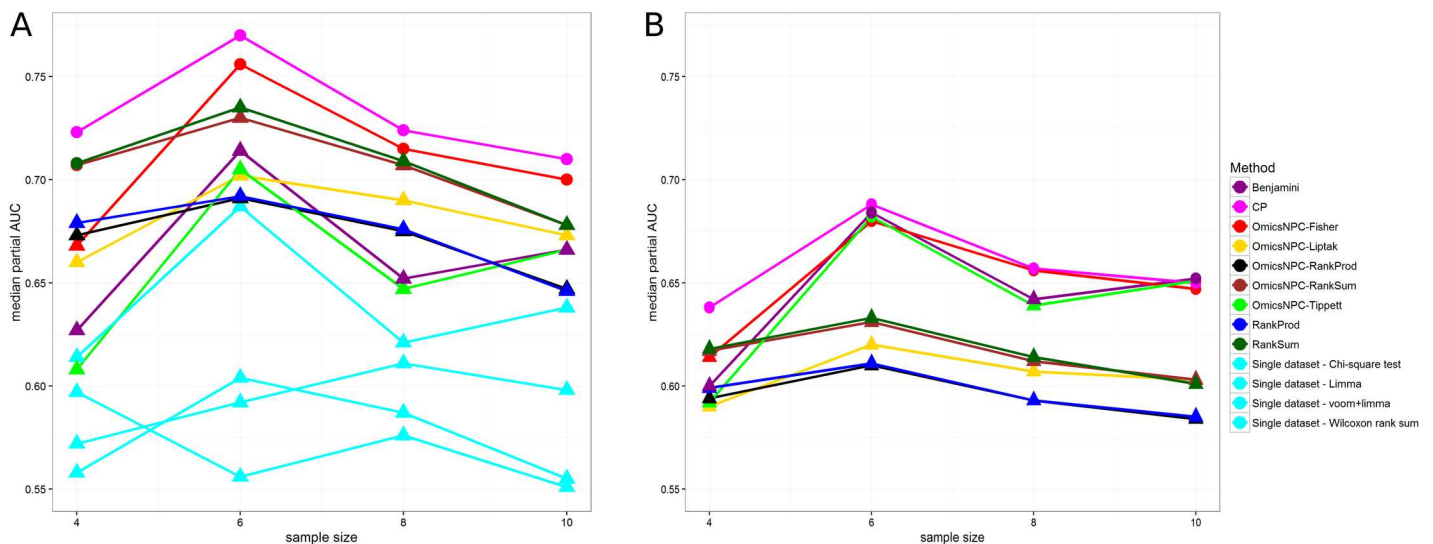 A
median partial AUC
0.75
0.70
0.65
0.60
0.55
4
6
8
10
sample size
B
median partial AUC
0.75
0.70
0.65
0.60
0.55
4
6
8
10
sample size
Method
Benjamini
CP
OmicsNPC-Fisher
OmicsNPC-Liptak
OmicsNPC-RankProd
OmicsNPC-RankSum
OmicsNPC-Tippett
RankProd
RankSum
Single dataset - Chi-square test
Single dataset - Limma
Single dataset - voom+limma
Single dataset - Wilcoxon rank sum